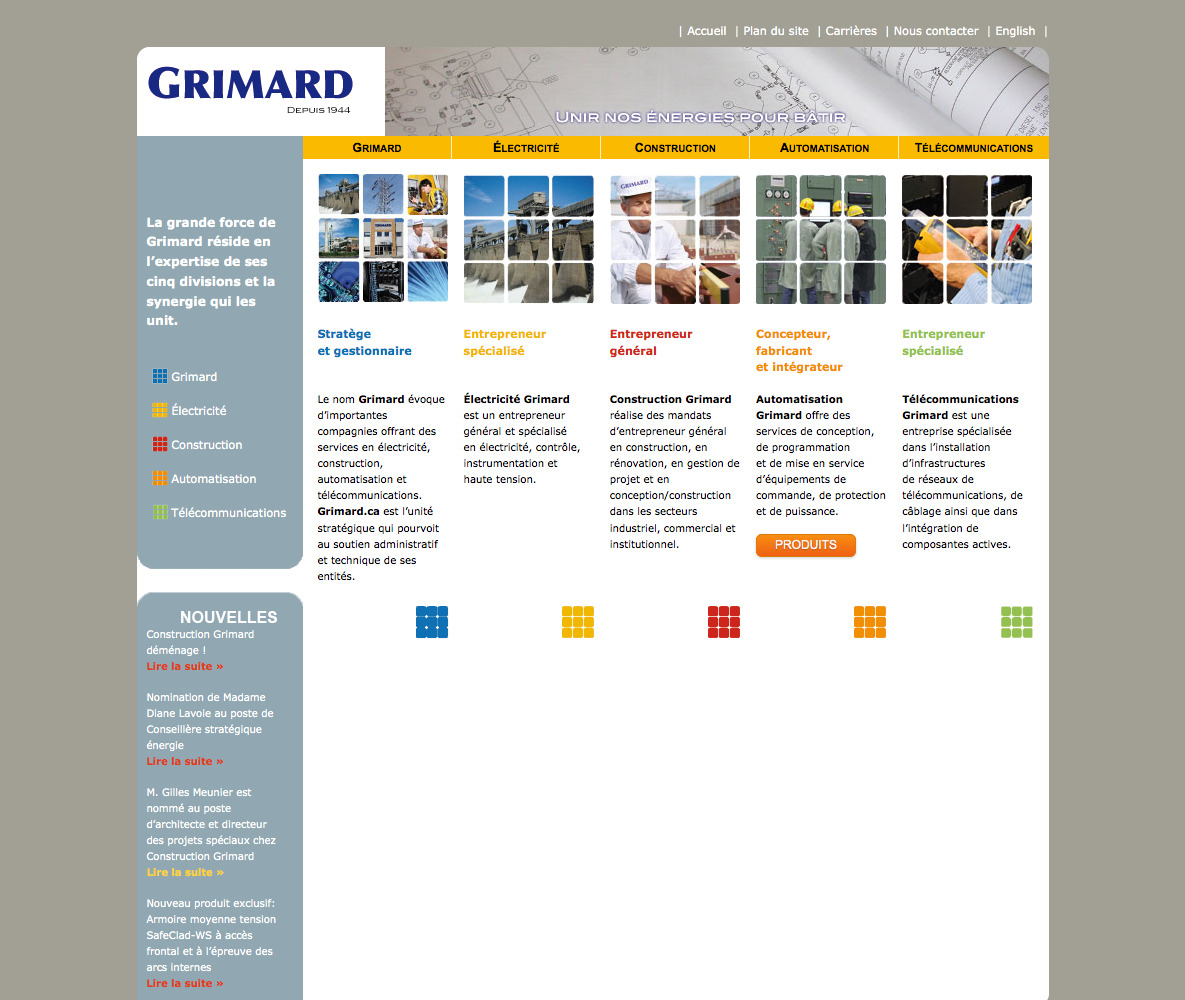 | Accueil | Plan du site | Carrières | Nous contacter | English |
GRIMARD
DEPUIS 1944
UNIR NOS ÉNERGIES POUR BÂTIR
GRIMARD
ÉLECTRICITÉ
CONSTRUCTION
AUTOMATISATION
TÉLÉCOMMUNICATIONS
La grande force de
Grimard réside en
l'expertise de ses
cinq divisions et la
synergie qui les
unit.
Grimard
Électricité
Construction
Automatisation
Télécommunications
NOUVELLES
Construction Grimard
déménage !
Lire la suite »
Nomination de Madame
Diane Lavoie au poste de
Conseillère stratégique
énergie
Lire la suite »
M. Gilles Meunier est
nommé au poste
d'architecte et directeur
des projets spéciaux chez
Construction Grimard
Lire la suite »
Nouveau produit exclusif:
Armoire moyenne tension
SafeClad-WS à accès
frontal et à l'épreuve des
arcs internes
Lire la suite »
Stratège
et gestionnaire
Le nom Grimard évoque
d'importantes
compagnies offrant des
services en électricité,
construction,
automatisation et
télécommunications.
Grimard.ca est l'unité
stratégique qui pourvoit
au soutien administratif
et technique de ses
entités.
Entrepreneur
spécialisé
Électricité Grimard
est un entrepreneur
général et spécialisé
en électricité, contrôle,
instrumentation et
haute tension.
GRIMARD
Entrepreneur
général
Construction Grimard
réalise des mandats
d'entrepreneur général
en construction, en
rénovation, en gestion de
projet et en
conception/construction
dans les secteurs
industriel, commercial et
institutionnel.
Concepteur,
fabricant
et intégrateur
Automatisation
Grimard offre des
services de conception,
de programmation
et de mise en service
d'équipements de
commande, de protection
et de puissance.
PRODUITS
Entrepreneur
spécialisé
Télécommunications
Grimard est une
entreprise spécialisée
dans l'installation
d'infrastructures
de réseaux de
télécommunications, de
câblage ainsi que dans
l'intégration de
composantes actives.